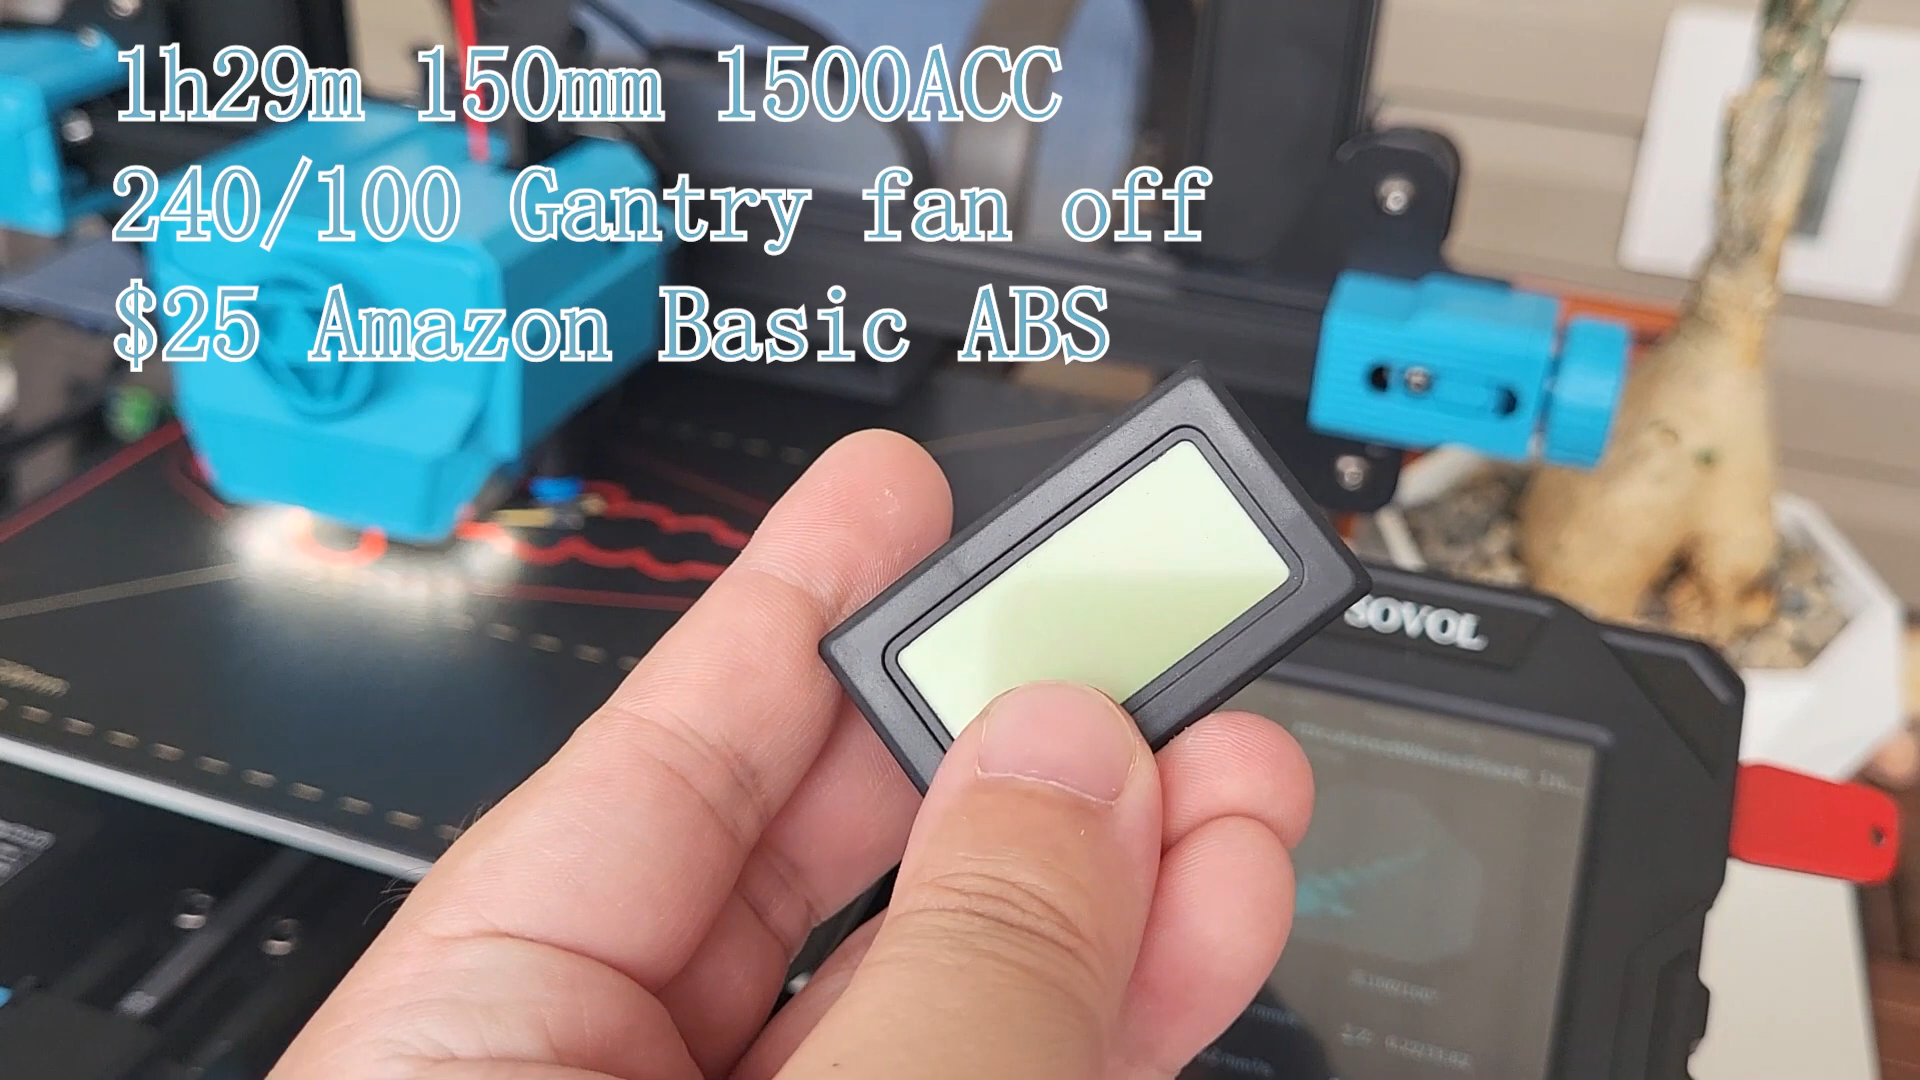 1h29m 150mm 1500ACC
240/100 Gantry fan off
$25 Amazon Basic ABS
SOVOL